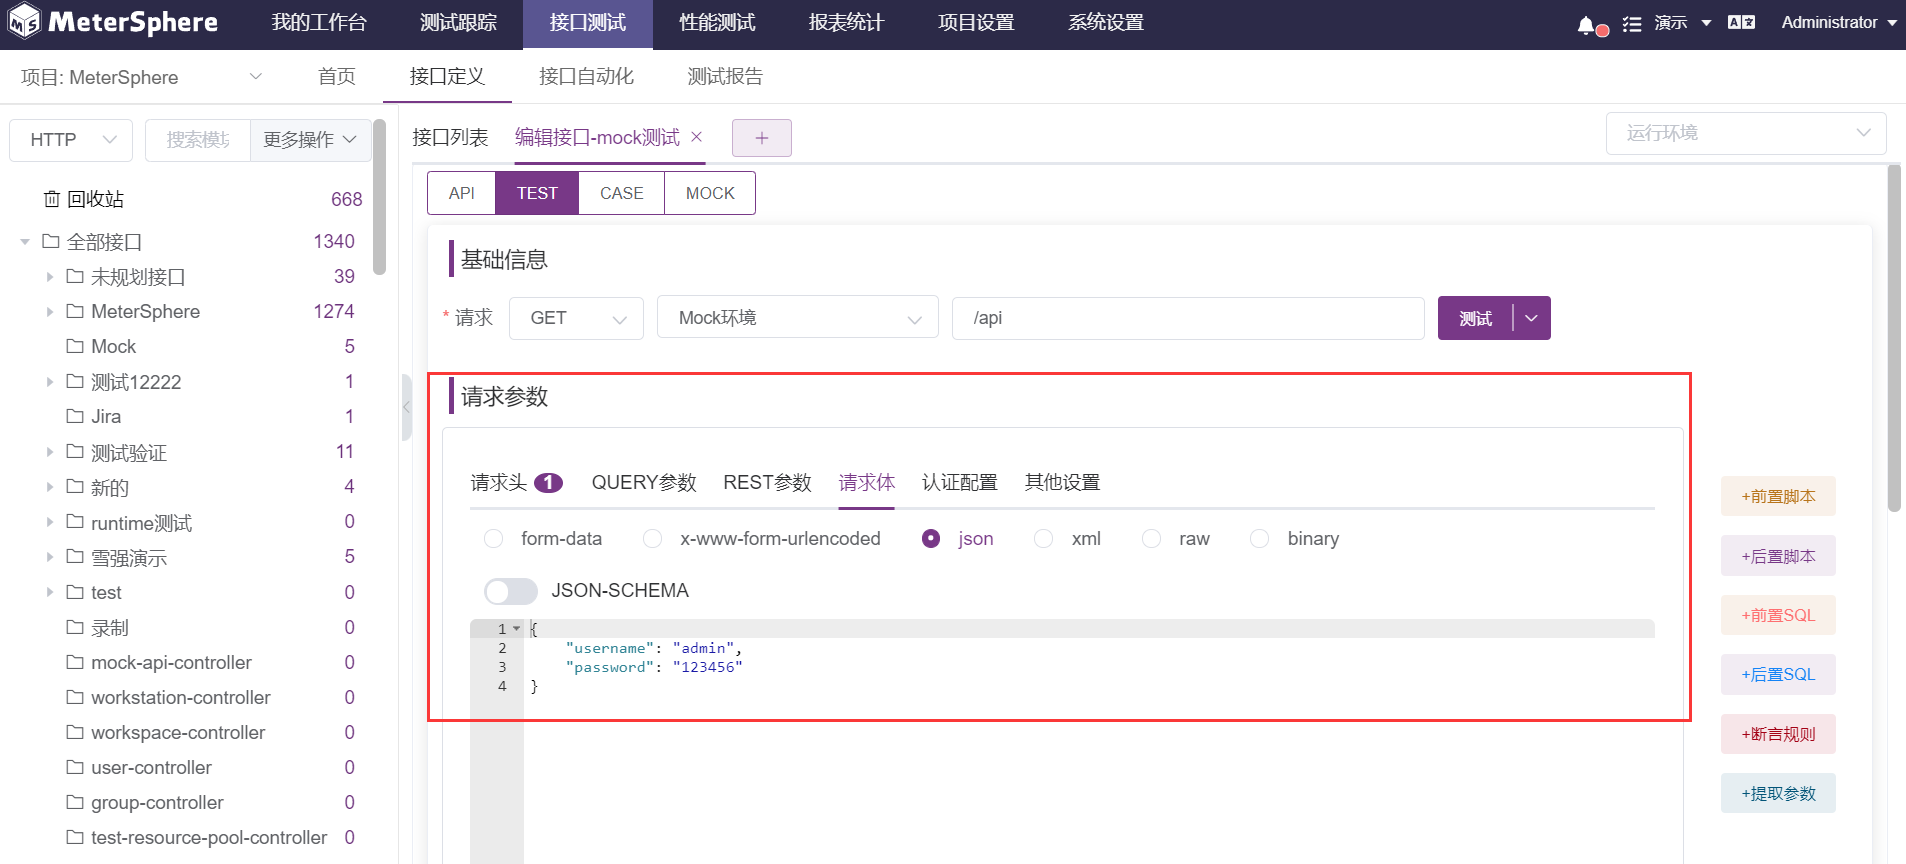 MeterSphere 我的工作台 测试跟踪 接口测试 性能测试 报表统计 项目设置 系统设置 演示 Administrator
项目: MeterSphere 首页 接口定义 接口自动化 测试报告
HTTP 搜索模块 更多操作
回收站 668
全部接口 1340
未规划接口 39
MeterSphere 1274
Mock 5
测试12222 1
Jira 1
测试验证 11
新的 4
runtime测试 0
雪强演示 5
test 0
录制 0
mock-api-controller 0
workstation-controller 0
workspace-controller 0
user-controller 0
group-controller 0
test-resource-pool-controller 0
接口列表 编辑接口-mock测试 × + 运行环境
API TEST CASE MOCK
基础信息
* 请求 GET Mock环境 /api 测试
请求参数
请求头 1 QUERY参数 REST参数 请求体 认证配置 其他设置
form-data x-www-form-urlencoded json xml raw binary
JSON-SCHEMA
1 {
2 "username": "admin",
3 "password": "123456"
4 }
+前置脚本
+后置脚本
+前置SQL
+后置SQL
+断言规则
+提取参数